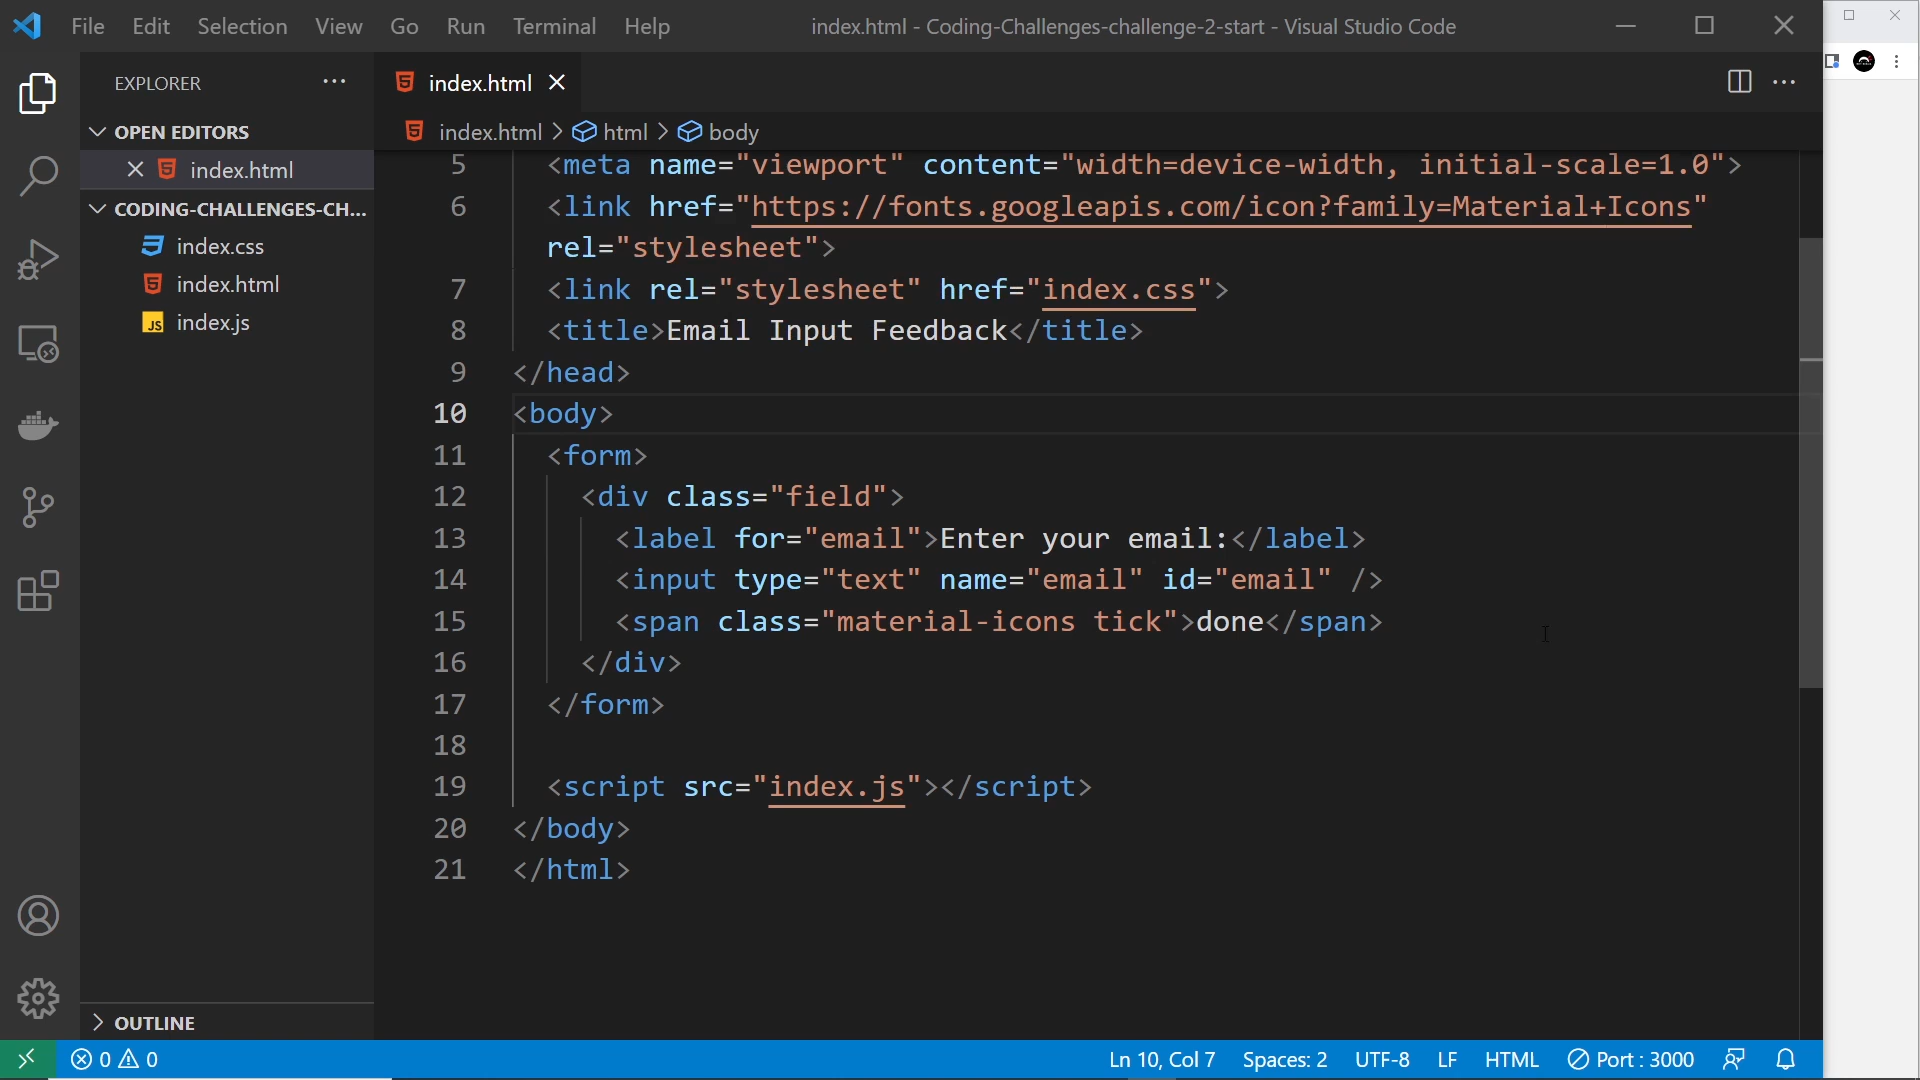 File Edit Selection View Go Run Terminal Help index.html - Coding-Challenges-challenge-2-start - Visual Studio Code
EXPLORER
OPEN EDITORS
index.html
CODING-CHALLENGES-CH...
index.css
index.html
index.js
OUTLINE
index.html
index.html > html > body
5 <meta name="viewport" content="width=device-width, initial-scale=1.0">
6 <link href="https://fonts.googleapis.com/icon?family=Material+Icons"
rel="stylesheet">
7 <link rel="stylesheet" href="index.css">
8 <title>Email Input Feedback</title>
9 </head>
10 <body>
11 <form>
12 <div class="field">
13 <label for="email">Enter your email:</label>
14 <input type="text" name="email" id="email" />
15 <span class="material-icons tick">done</span>
16 </div>
17 </form>
18
19 <script src="index.js"></script>
20 </body>
21 </html>
0 0 Ln 10, Col 7 Spaces: 2 UTF-8 LF HTML Port : 3000